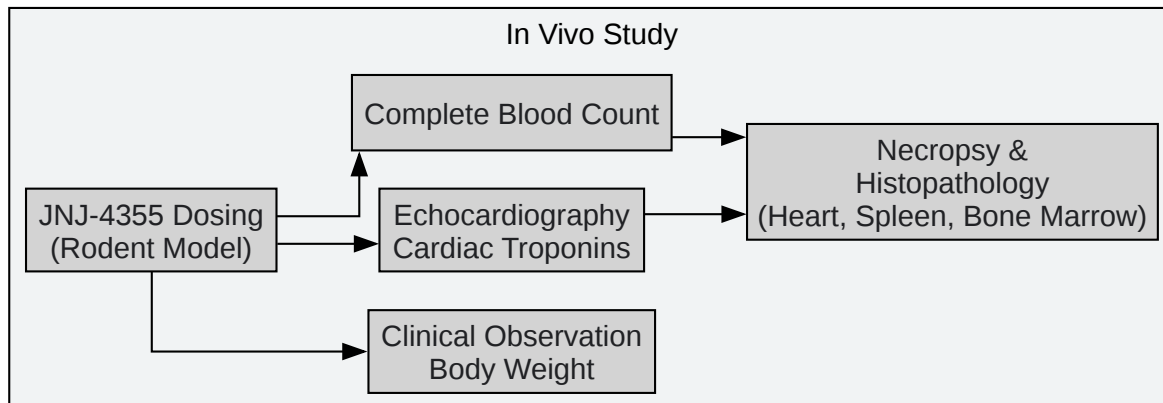 In Vivo Study
Complete Blood Count
Necropsy &
Histopathology
(Heart, Spleen, Bone Marrow)
JNJ-4355 Dosing
(Rodent Model)
Echocardiography
Cardiac Troponins
Clinical Observation
Body Weight